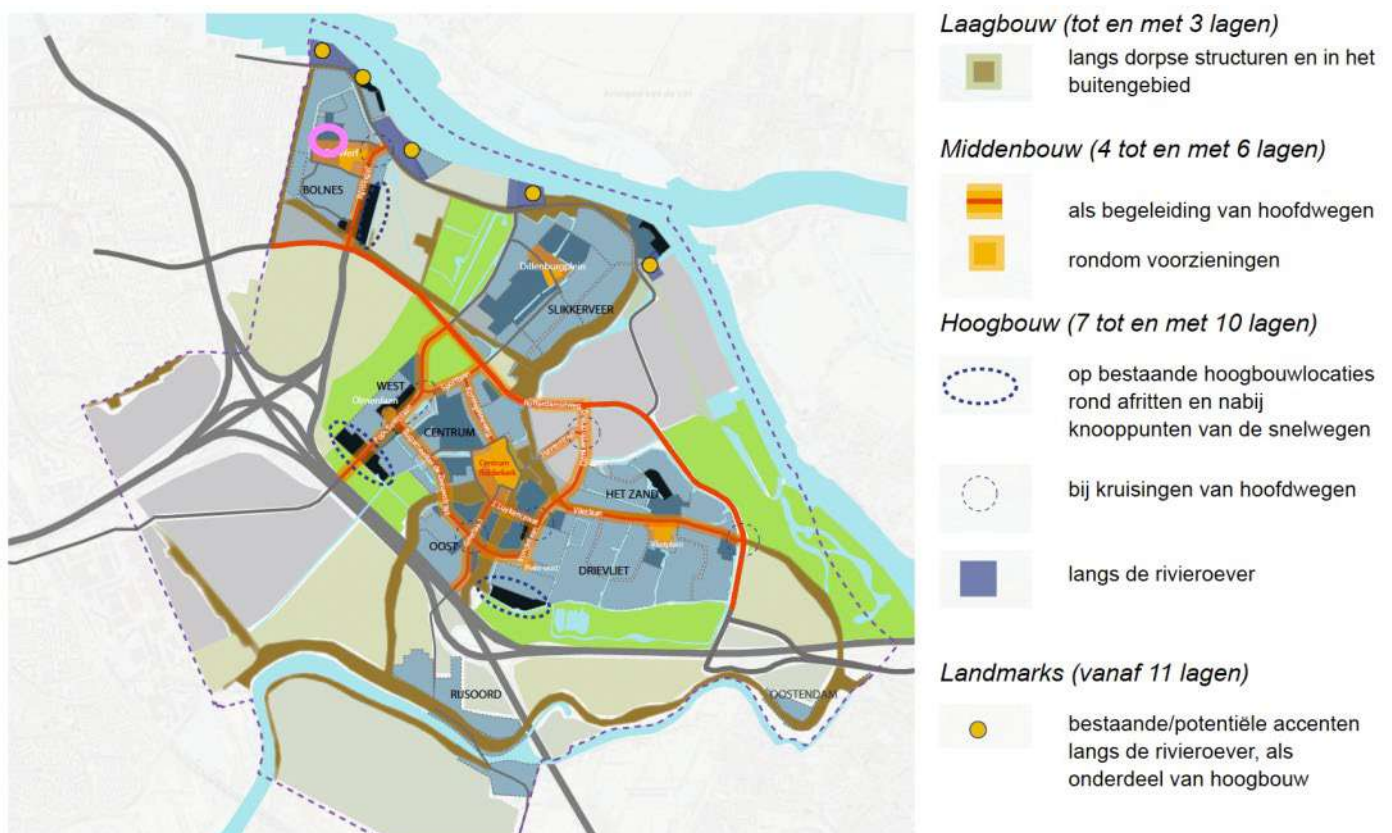 Laagbouw (tot en met 3 lagen)
langs dorpse structuren en in het
buitengebied
Middenbouw (4 tot en met 6 lagen)
als begeleiding van hoofdwegen
rondom voorzieningen
Hoogbouw (7 tot en met 10 lagen)
op bestaande hoogbouwlocaties
rond afritten en nabij
knooppunten van de snelwegen
bij kruisingen van hoofdwegen
langs de rivieroever
Landmarks (vanaf 11 lagen)
bestaande/potentiële accenten
langs de rivieroever, als
onderdeel van hoogbouw
BOLNES
Dillenburgplein
SLIKKERVEER
WEST
CENTRUM
Centrum
HET ZAND
Vlietlaan
OOST
DRIEVLIET
RIJSOORD
OOSTENDAM